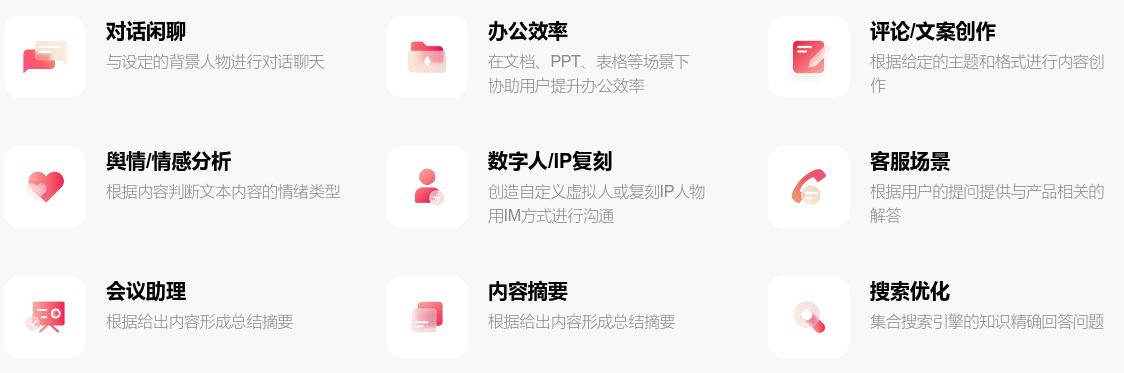 对话闲聊
与设定的背景人物进行对话聊天
办公效率
在文档、PPT、表格等场景下
协助用户提升办公效率
评论/文案创作
根据给定的主题和格式进行内容创
作
舆情/情感分析
根据内容判断文本内容的情绪类型
数字人/IP复刻
创造自定义虚拟人或复刻IP人物
用IM方式进行沟通
客服场景
根据用户的提问提供与产品相关的
解答
会议助理
根据给出内容形成总结摘要
内容摘要
根据给出内容形成总结摘要
搜索优化
集合搜索引擎的知识精确回答问题